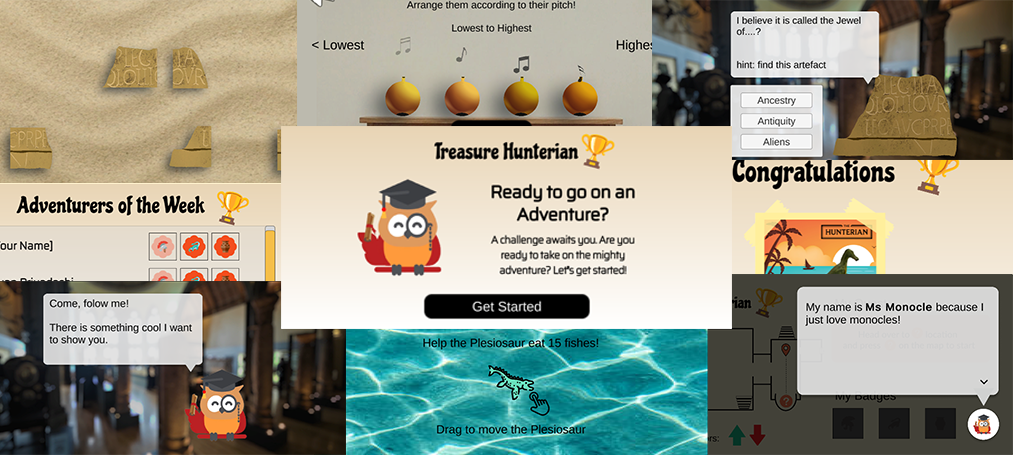 Arrange them according to their pitch!
Lowest to Highest
< Lowest
Highes
I believe it is called the Jewel
of....?
hint: find this artefact
Ancestry
Antiquity
Aliens
Treasure Hunterian
Ready to go on an
Adventure?
A challenge awaits you. Are you
ready to take on the mighty
adventure? Let's get started!
Get Started
Adventurers of the Week
Your Name]
Congratulations
THE
HUNTERIAN
Come, folow me!
There is something cool I want
to show you.
Help the Plesiosaur eat 15 fishes!
Drag to move the Plesiosaur
rian
My name is Ms Monocle because I
just love monocles!
My Badges
rs: